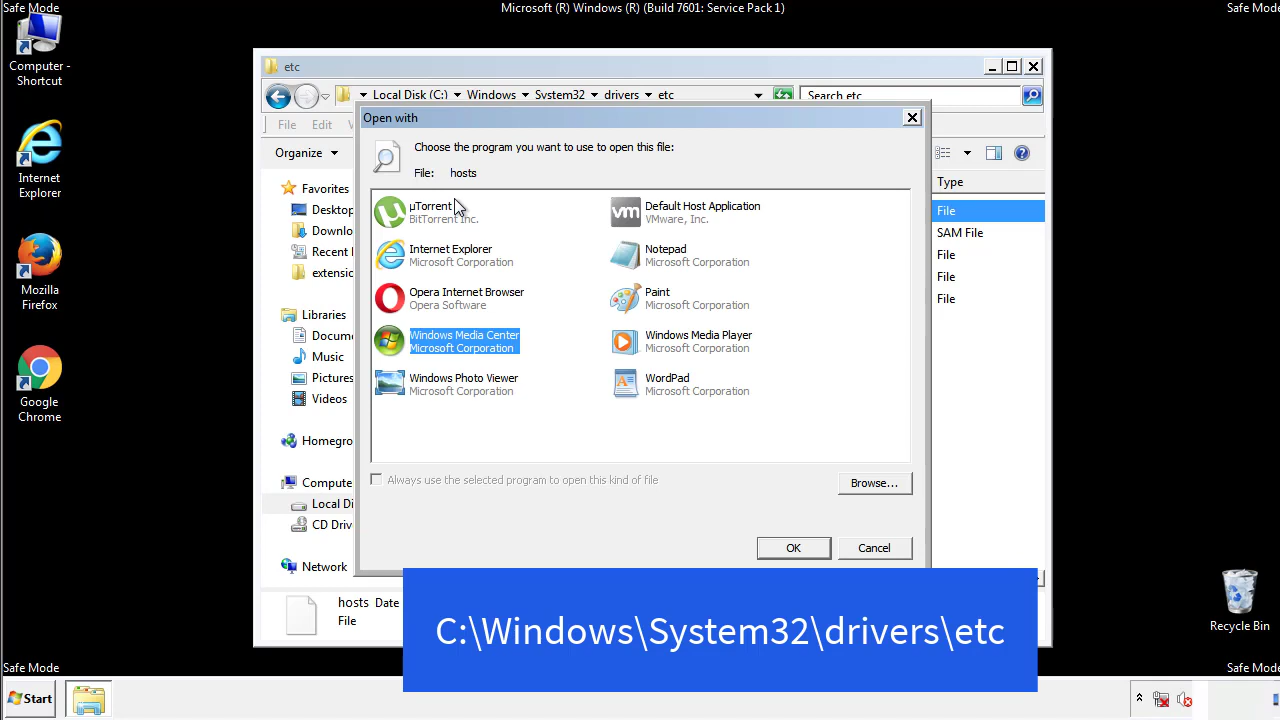 Safe Mode
Microsoft (R) Windows (R) (Build 7601: Service Pack 1)
Safe Mode
Computer -
Shortcut
Internet
Explorer
Mozilla
Firefox
Google
Chrome
etc
Local Disk (C:) Windows System32 drivers etc
Search etc
File Edit
Organize
Favorites
Desktop
Downlo
Recent
extensio
Libraries
Docum
Music
Pictures
Videos
Homegro
Compute
Local Di
CD Driv
Network
Open with
Choose the program you want to use to open this file:
File: hosts
µTorrent
BitTorrent Inc.
Default Host Application
VMware, Inc.
Internet Explorer
Microsoft Corporation
Notepad
Microsoft Corporation
Opera Internet Browser
Opera Software
Paint
Microsoft Corporation
Windows Media Center
Microsoft Corporation
Windows Media Player
Microsoft Corporation
Windows Photo Viewer
Microsoft Corporation
WordPad
Microsoft Corporation
Always use the selected program to open this kind of file
Browse...
OK
Cancel
Type
File
SAM File
File
File
File
hosts Date
File
C:\Windows\System32\drivers\etc
Recycle Bin
Safe Mode
Safe Mode
Start